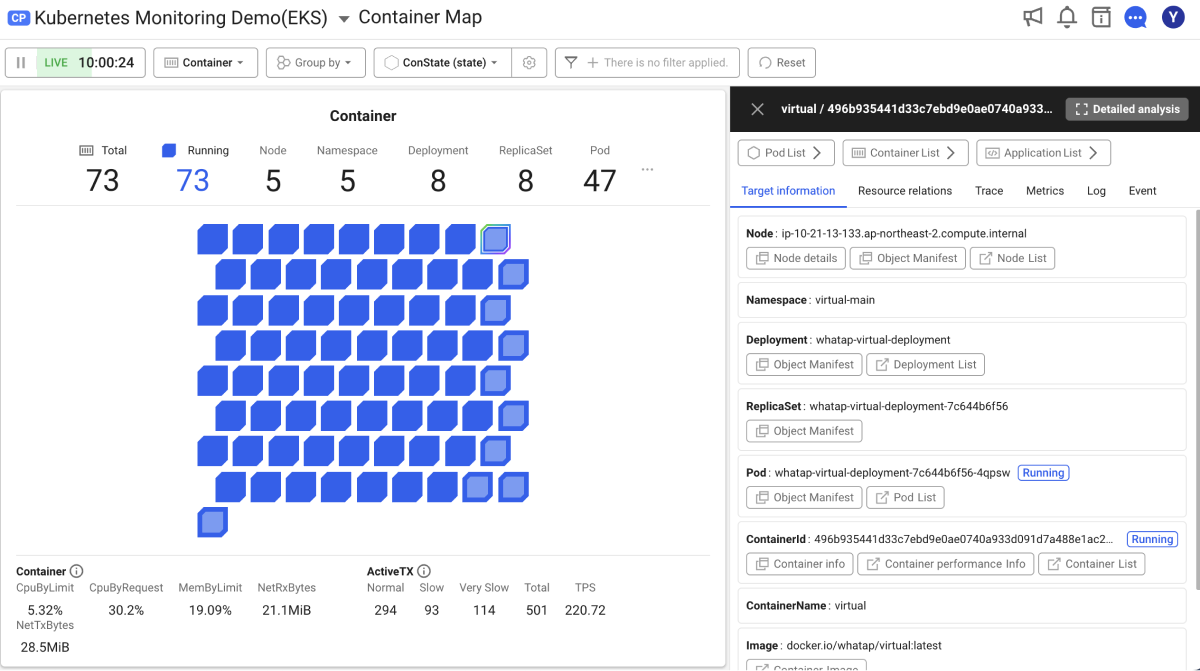 CP Kubernetes Monitoring Demo(EKS) Container Map
Y
LIVE 10:00:24 Container Group by ConState (state) There is no filter applied. Reset
Container
Total Running Node Namespace Deployment ReplicaSet Pod
73 73 5 5 8 8 47 ...
Container
CpuByLimit CpuByRequest MemByLimit NetRxBytes
5.32% 30.2% 19.09% 21.1MiB
NetTxBytes
28.5MiB
ActiveTX
Normal Slow Very Slow Total TPS
294 93 114 501 220.72
virtual / 496b935441d33c7ebd9e0ae0740a933... Detailed analysis
Pod List Container List Application List
Target information Resource relations Trace Metrics Log Event
Node : ip-10-21-13-133.ap-northeast-2.compute.internal
Node details Object Manifest Node List
Namespace : virtual-main
Deployment : whatap-virtual-deployment
Object Manifest Deployment List
ReplicaSet : whatap-virtual-deployment-7c644b6f56
Object Manifest
Pod : whatap-virtual-deployment-7c644b6f56-4qpsw Running
Object Manifest Pod List
ContainerId : 496b935441d33c7ebd9e0ae0740a933d091d7a488e1ac2... Running
Container info Container performance Info Container List
ContainerName : virtual
Image : docker.io/whatap/virtual:latest
Container Image